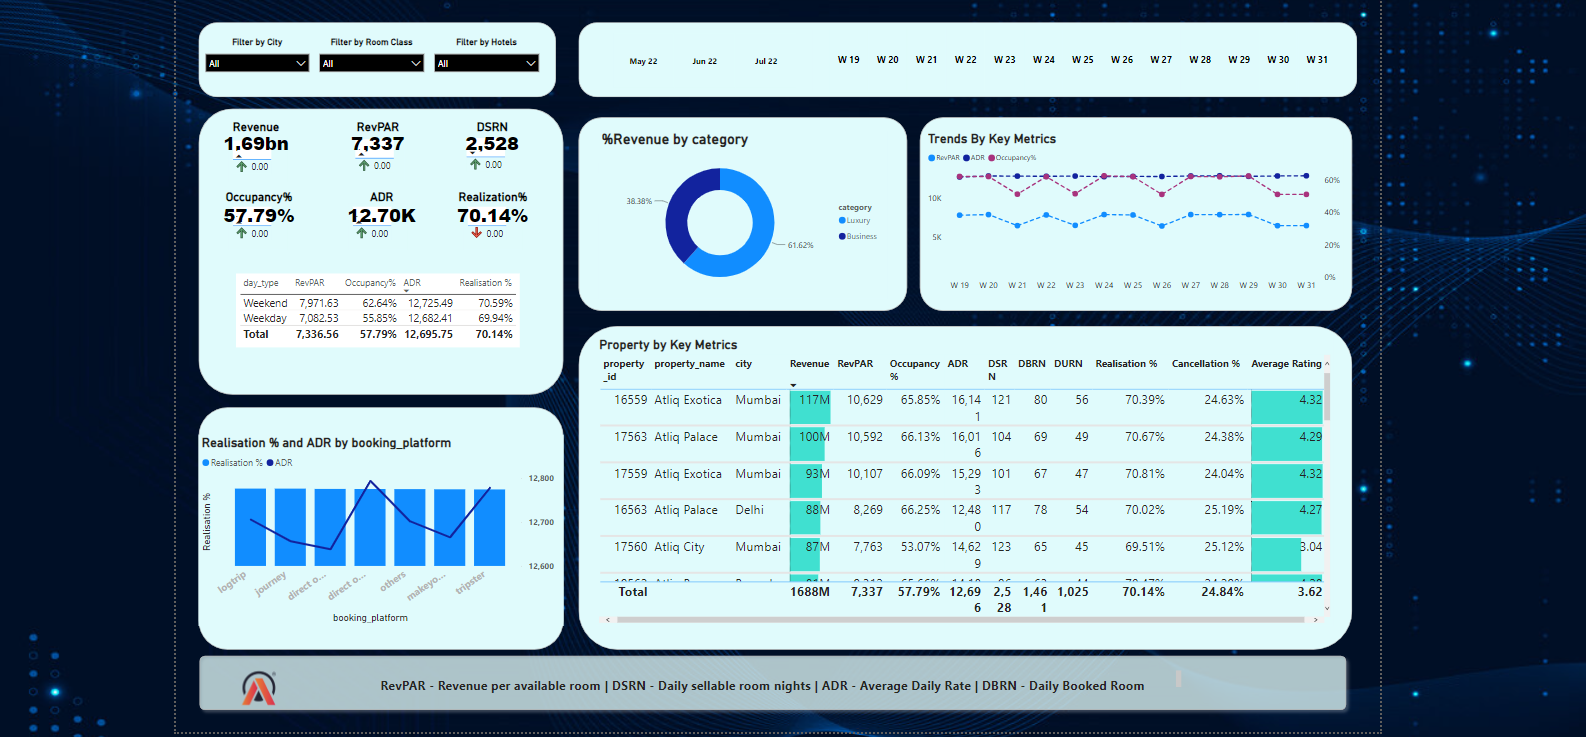 Filter by City Filter by Room Class Filter by Hotels
All All All
May 22 Jun 22 Jul 22 W 19 W 20 W 21 W 22 W 23 W 24 W 25 W 26 W 27 W 28 W 29 W 30 W 31
Revenue RevPAR DSRN
1.69bn 7,337 2,528
0.00 0.00 0.00
Occupancy% ADR Realization%
57.79% 12.70K 70.14%
0.00 0.00 0.00
day_type RevPAR Occupancy% ADR Realisation %
Weekend 7,971.63 62.64% 12,725.49 70.59%
Weekday 7,082.53 55.85% 12,682.41 69.94%
Total 7,336.56 57.79% 12,695.75 70.14%
%Revenue by category
38.38%
61.62%
category
Luxury
Business
Trends By Key Metrics
RevPAR ADR Occupancy%
10K
5K
60%
40%
20%
0%
W 19 W 20 W 21 W 22 W 23 W 24 W 25 W 26 W 27 W 28 W 29 W 30 W 31
Realisation % and ADR by booking_platform
Realisation % ADR
Realisation %
12,800
12,700
12,600
logtrip journey direct o... direct o... others makeyo... tripster
booking_platform
Property by Key Metrics
property_id property_name city Revenue RevPAR Occupancy % ADR DSRN DBRN DURN Realisation % Cancellation % Average Rating
16559 Atliq Exotica Mumbai 117M 10,629 65.85% 16,141 121 80 56 70.39% 24.63% 4.32
17563 Atliq Palace Mumbai 100M 10,592 66.13% 16,016 104 69 49 70.67% 24.38% 4.29
17559 Atliq Exotica Mumbai 93M 10,107 66.09% 15,293 101 67 47 70.81% 24.04% 4.32
16563 Atliq Palace Delhi 88M 8,269 66.25% 12,480 117 78 54 70.02% 25.19% 4.27
17560 Atliq City Mumbai 87M 7,763 53.07% 14,629 123 65 45 69.51% 25.12% 3.04
Total 1688M 7,337 57.79% 12,696 2,528 1,461 1,025 70.14% 24.84% 3.62
RevPAR - Revenue per available room | DSRN - Daily sellable room nights | ADR - Average Daily Rate | DBRN - Daily Booked Room